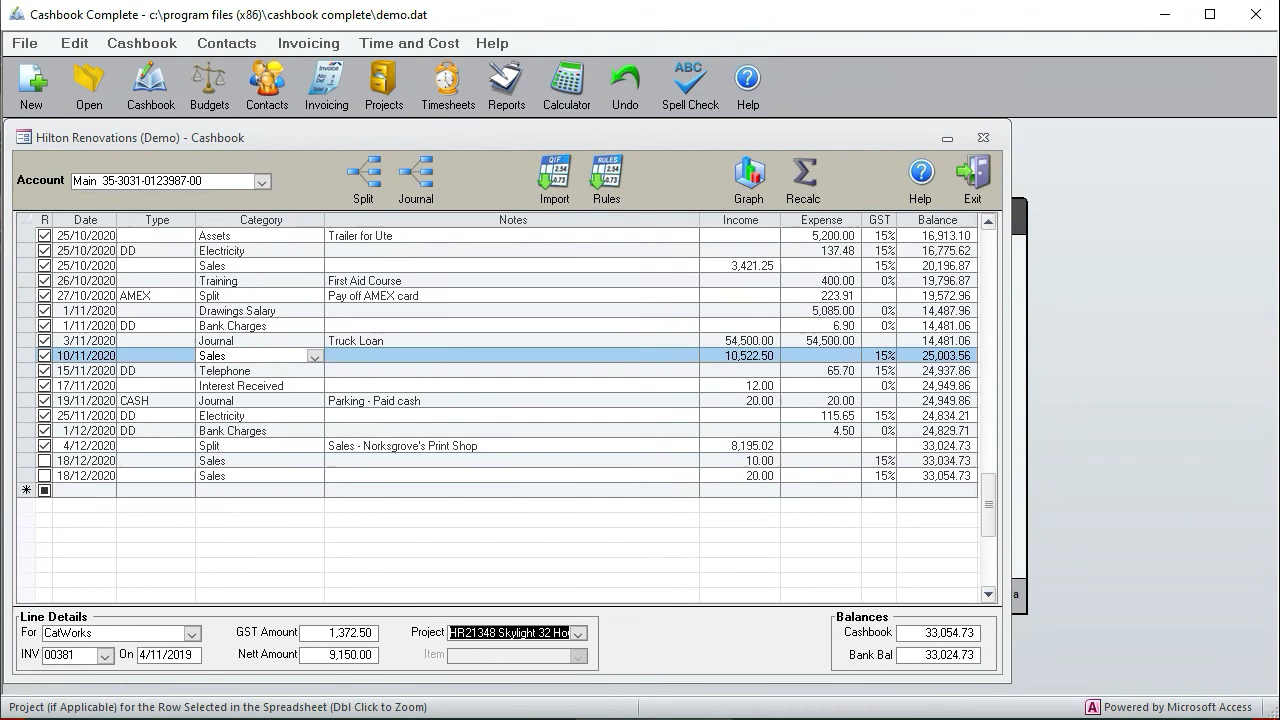 Cashbook Complete - c:\program files (x86)\cashbook complete\demo.dat
File Edit Cashbook Contacts Invoicing Time and Cost Help
Invoice
ABC
New Open Cashbook Budgets Contacts Invoicing Projects Timesheets Reports Calculator Undo Spell Check Help
Hilton Renovations (Demo) - Cashbook
QIF 2.54 4.73 RULES 2.54 4.73
Account Main 35-3031-0123987-00
Split Journal Import Rules Graph Recalc Help Exit
R Date Type Category Notes Income Expense GST Balance
25/10/2020 Assets Trailer for Ute 5,200.00 15% 16,913.10
25/10/2020 DD Electricity 137.48 15% 16,775.62
25/10/2020 Sales 3,421.25 15% 20,196.87
26/10/2020 Training First Aid Course 400.00 0% 19,796.87
27/10/2020 AMEX Split Pay off AMEX card 223.91 19,572.96
1/11/2020 Drawings Salary 5,085.00 0% 14,487.96
1/11/2020 DD Bank Charges 6.90 0% 14,481.06
3/11/2020 Journal Truck Loan 54,500.00 54,500.00 14,481.06
10/11/2020 Sales 10,522.50 15% 25,003.56
15/11/2020 DD Telephone 65.70 15% 24,937.86
17/11/2020 Interest Received 12.00 0% 24,949.86
19/11/2020 CASH Journal Parking - Paid cash 20.00 20.00 24,949.86
25/11/2020 DD Electricity 115.65 15% 24,834.21
1/12/2020 DD Bank Charges 4.50 0% 24,829.71
4/12/2020 Split Sales - Norksgrove's Print Shop 8,195.02 33,024.73
18/12/2020 Sales 10.00 15% 33,034.73
18/12/2020 Sales 20.00 15% 33,054.73
a
Line Details Balances
For CatWorks GST Amount 1,372.50 Project HR21348 Skylight 32 Ho Cashbook 33,054.73
INV 00381 On 4/11/2019 Nett Amount 9,150.00 Item Bank Bal 33,024.73
Project (if Applicable) for the Row Selected in the Spreadsheet (Dbl Click to Zoom) A Powered by Microsoft Access